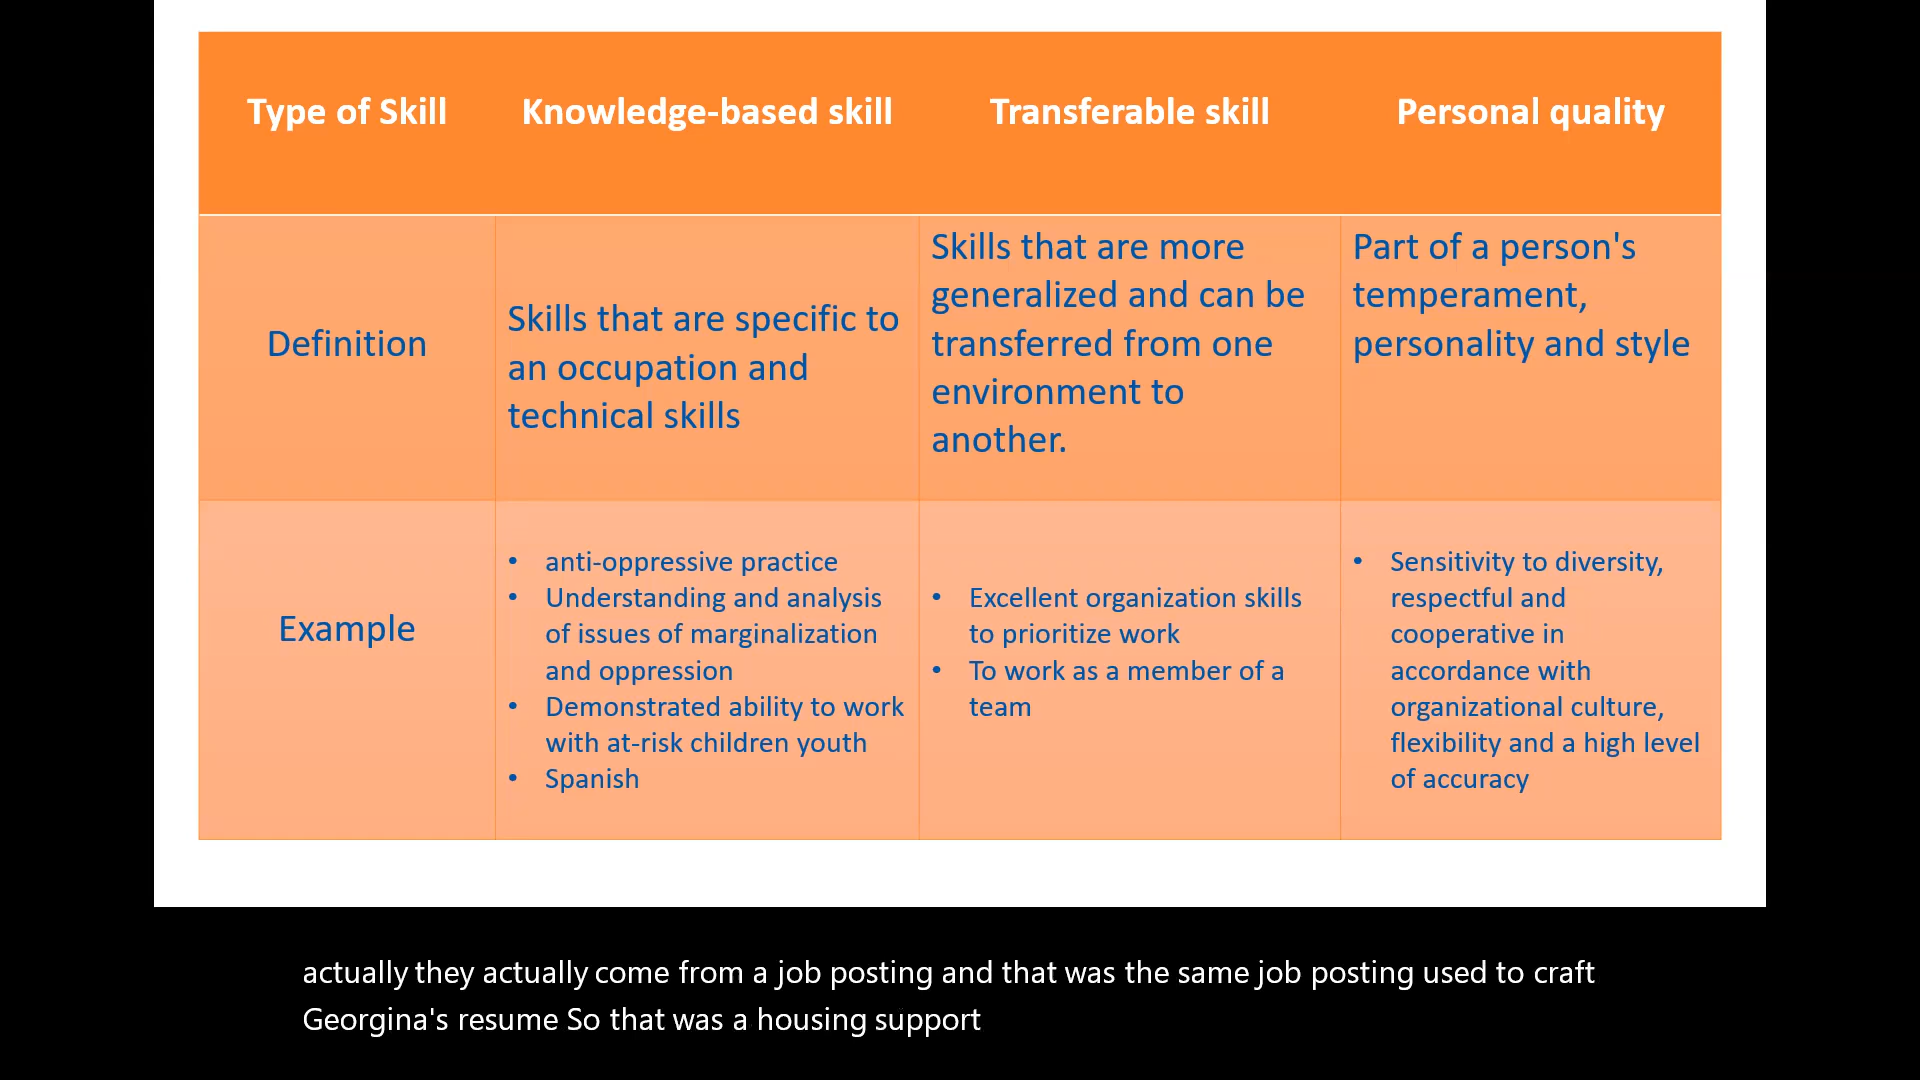 Type of Skill
Knowledge-based skill
Transferable skill
Personal quality
Definition
Skills that are specific to
an occupation and
technical skills
Skills that are more
generalized and can be
transferred from one
environment to
another.
Part of a person's
temperament,
personality and style
Example
• anti-oppressive practice
• Understanding and analysis
of issues of marginalization
and oppression
• Demonstrated ability to work
with at-risk children youth
• Spanish
• Excellent organization skills
to prioritize work
• To work as a member of a
team
• Sensitivity to diversity,
respectful and
cooperative in
accordance with
organizational culture,
flexibility and a high level
of accuracy
actually they actually come from a job posting and that was the same job posting used to craft
Georgina's resume So that was a housing support